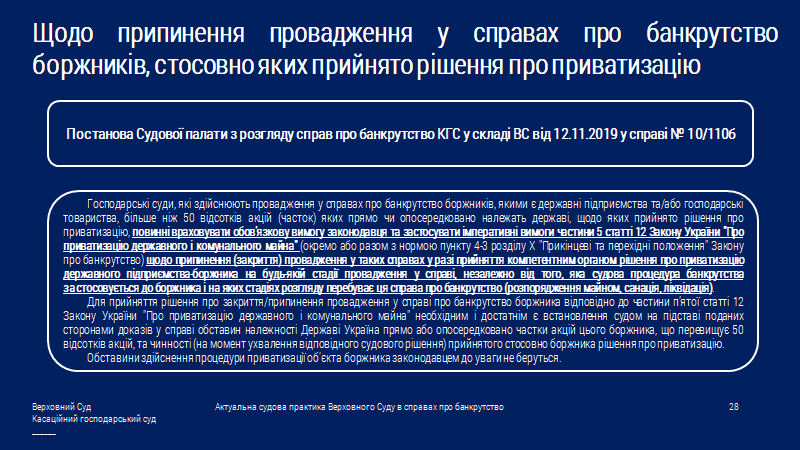 Щодо припинення провадження у справах про банкрутство
боржників, стосовно яких прийнято рішення про приватизацію
Постанова Судової палати з розгляду справ про банкрутство КГС у складі ВС від 12.11.2019 у справі № 10/110б
Господарські суди, які здійснюють провадження у справах про банкрутство боржників, якими є державні підприємства та/або господарські
товариства, більше ніж 50 відсотків акцій (часток) яких прямо чи опосередковано належать державі, щодо яких прийнято рішення про
приватизацію, повинні враховувати обов'язкову вимогу законодавця та застосувати імперативні вимоги частини 5 статті 12 Закону України "Про
приватизацію державного і комунального майна" (окремо або разом з нормою пункту 4-3 розділу X "Прикінцеві та перехідні положення" Закону
про банкрутство) щодо припинення (закриття) провадження у таких справах у разі прийняття компетентним органом рішення про приватизацію
державного підприємства-боржника на будь-якій стадії провадження у справі, незалежно від того, яка судова процедура банкрутства
застосовується до боржника і на яких стадіях розгляду перебуває ця справа про банкрутство (розпорядження майном, санація, ліквідація).
Для прийняття рішення про закриття/припинення провадження у справі про банкрутство боржника відповідно до частини п'ятої статті 12
Закону України "Про приватизацію державного і комунального майна" необхідним і достатнім є встановлення судом на підставі поданих
сторонами доказів у справі обставин належності Державі Україна прямо або опосередковано частки акцій цього боржника, що перевищує 50
відсотків акцій, та чинності (на момент ухвалення відповідного судового рішення) прийнятого стосовно боржника рішення про приватизацію.
Обставини здійснення процедури приватизації об'єкта боржника законодавцем до уваги не беруться.
Верховний Суд
Касаційний господарський суд
Актуальна судова практика Верховного Суду в справах про банкрутство
28